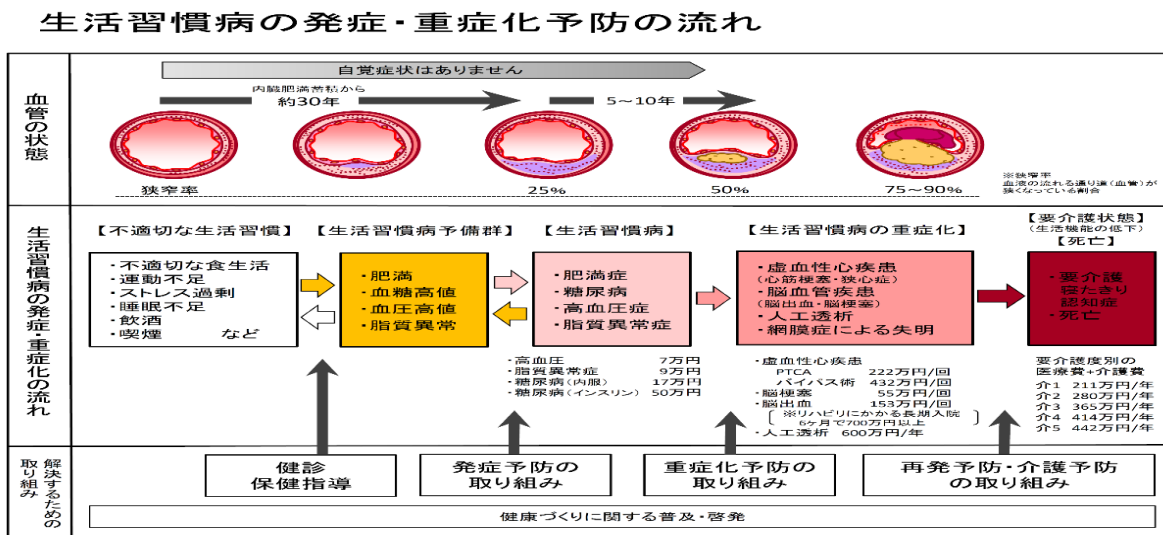 生活習慣病の発症・重症化予防の流れ
血管の状態
自覚症状はありません
内臓肥満蓄積から
約30年
5～10年
狭窄率
25%
50%
75～90%
※狭窄率
血液の流れる通り道(血管)が
狭くなっている割合
生活習慣病の発症・重症化の流れ
【不適切な生活習慣】
・不適切な食生活
・運動不足
・ストレス過剰
・睡眠不足
・飲酒
・喫煙 など
【生活習慣病予備群】
・肥満
・血糖高値
・血圧高値
・脂質異常
【生活習慣病】
・肥満症
・糖尿病
・高血圧症
・脂質異常症
・高血圧 7万円
・脂質異常症 9万円
・糖尿病(内服) 17万円
・糖尿病(インスリン) 50万円
【生活習慣病の重症化】
・虚血性心疾患
(心筋梗塞・狭心症)
・脳血管疾患
(脳出血・脳梗塞)
・人工透析
・網膜症による失明
・虚血性心疾患
PTCA 222万円/回
バイパス術 432万円/回
・脳梗塞 55万円/回
・脳出血 153万円/回
※リハビリにかかる長期入院
6ヶ月で700万円以上
・人工透析 600万円/年
【要介護状態】
(生活機能の低下)
【死亡】
・要介護
寝たきり
認知症
・死亡
要介護度別の
医療費+介護費
介1 211万円/年
介2 280万円/年
介3 365万円/年
介4 414万円/年
介5 442万円/年
解決するための
取り組み
健診
保健指導
発症予防の
取り組み
重症化予防の
取り組み
再発予防・介護予防
の取り組み
健康づくりに関する普及・啓発